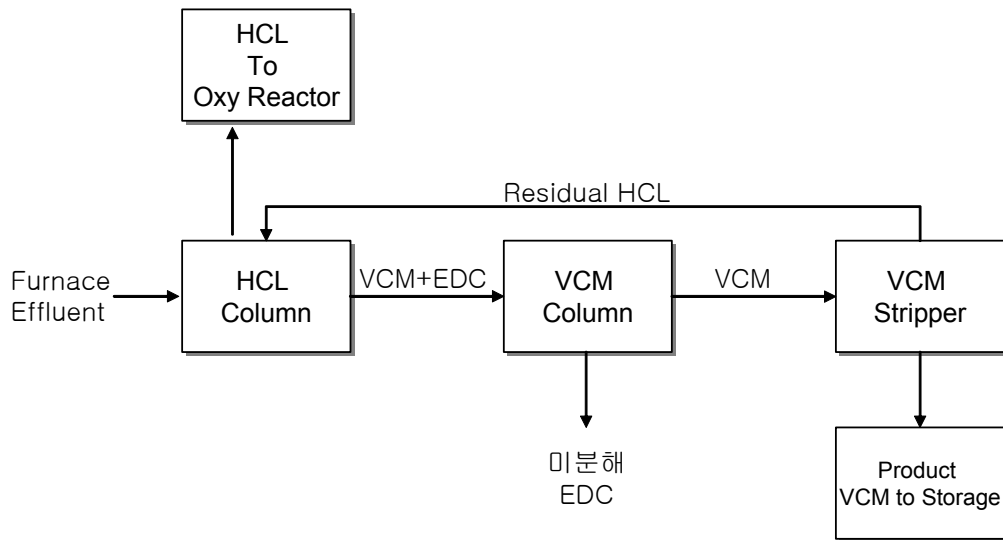 HCL
To
Oxy Reactor
Residual HCL
Furnace
Effluent
HCL
Column
VCM+EDC
VCM
Column
VCM
VCM
Stripper
미분해
EDC
Product
VCM to Storage